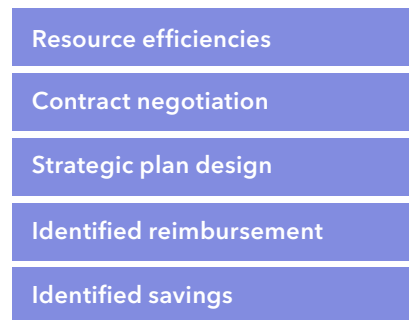 Resource efficiencies
Contract negotiation
Strategic plan design
Identified reimbursement
Identified savings